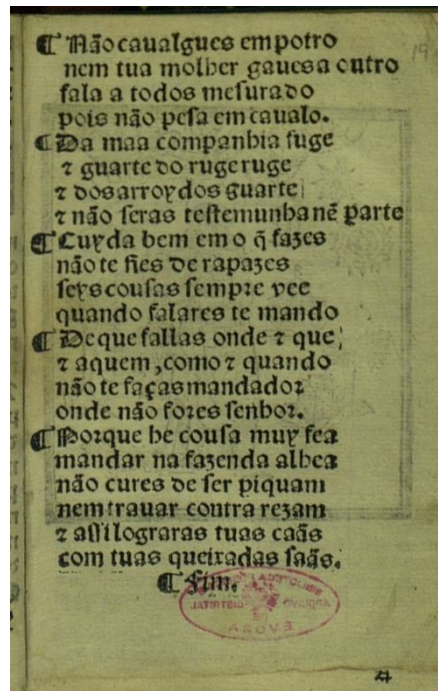 ¶ Não caualgues em potro
nem tua molher gaues a outro
fala a todos mesurado
pois não pesa em caualo.
¶ Da maa companhia fuge
⁊ guarte do rugeruge
⁊ dos arroydos guarte
⁊ não seras testemunha nẽ parte
¶ Cuyda bem em o q̃ fazes
não te fies de rapazes
seys cousas sempre vee
quando falares te mando
¶ De que fallas onde ⁊ que,
⁊ aquem, como ⁊ quando
não te faças mandador
onde não fores senhor.
¶ Porque he cousa muy fea
mandar na fazenda alhea
não cures de ser piquam
nem trauar contra rezam
⁊ assi lograras tuas caãs
com tuas queixadas saãs.
¶ Fim.